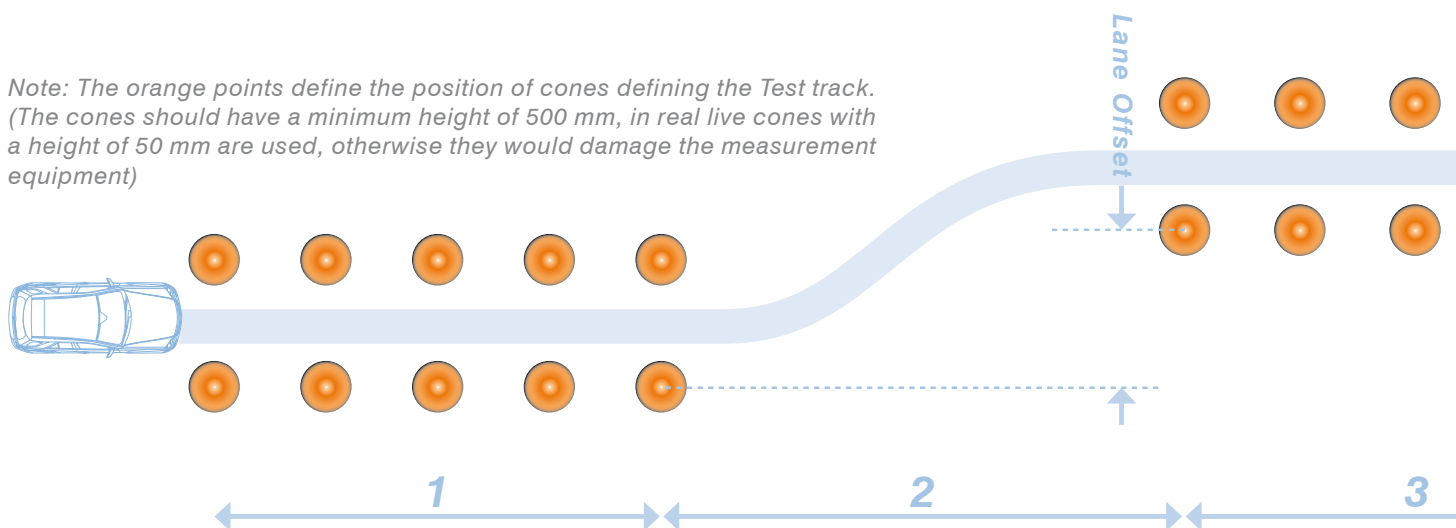 Note: The orange points define the position of cones defining the Test track.
(The cones should have a minimum height of 500 mm, in real live cones with
a height of 50 mm are used, otherwise they would damage the measurement
equipment)
Lane Offset
1
2
3